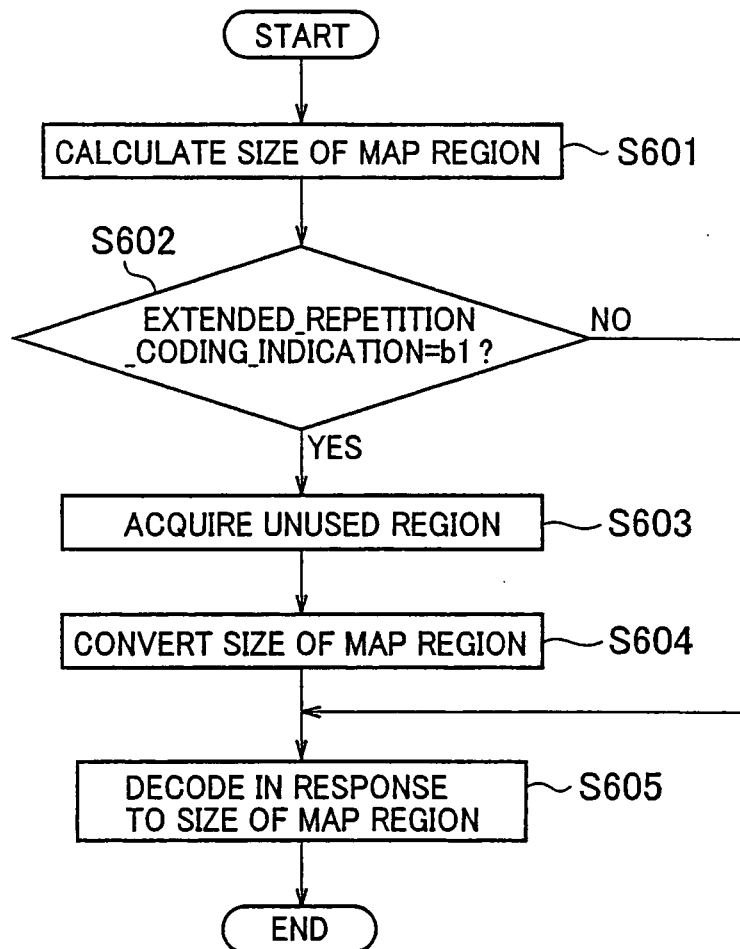 START
CALCULATE SIZE OF MAP REGION
S601
S602
EXTENDED_REPETITION
_CODING_INDICATION=b1?
NO
YES
ACQUIRE UNUSED REGION
S603
CONVERT SIZE OF MAP REGION
S604
DECODE IN RESPONSE
TO SIZE OF MAP REGION
S605
END